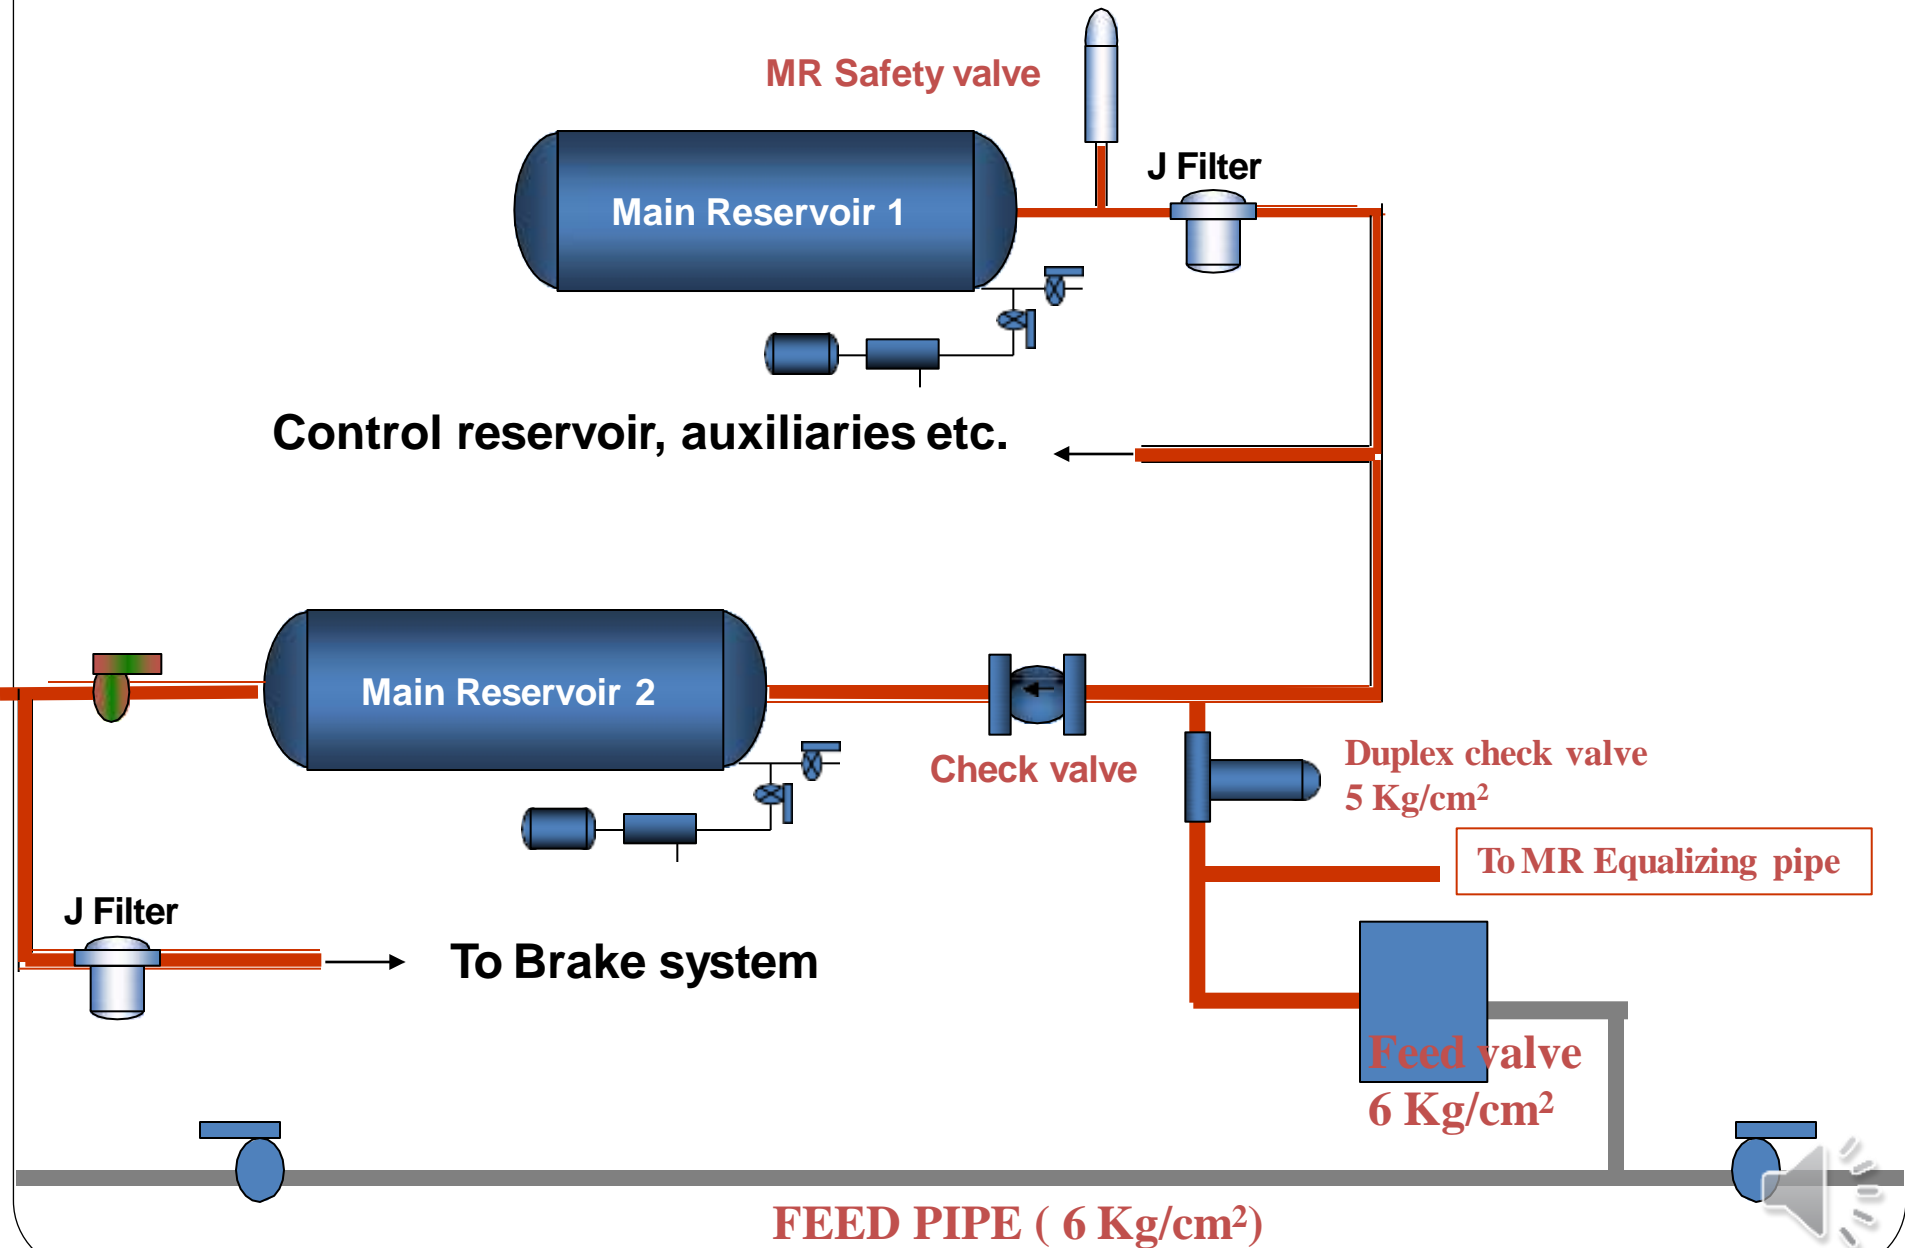 MR Safety valve
J Filter
Main Reservoir 1
Control reservoir, auxiliaries etc.
Main Reservoir 2
Check valve
Duplex check valve
5 Kg/cm²
To MR Equalizing pipe
J Filter
To Brake system
Feed valve
6 Kg/cm²
FEED PIPE ( 6 Kg/cm²)